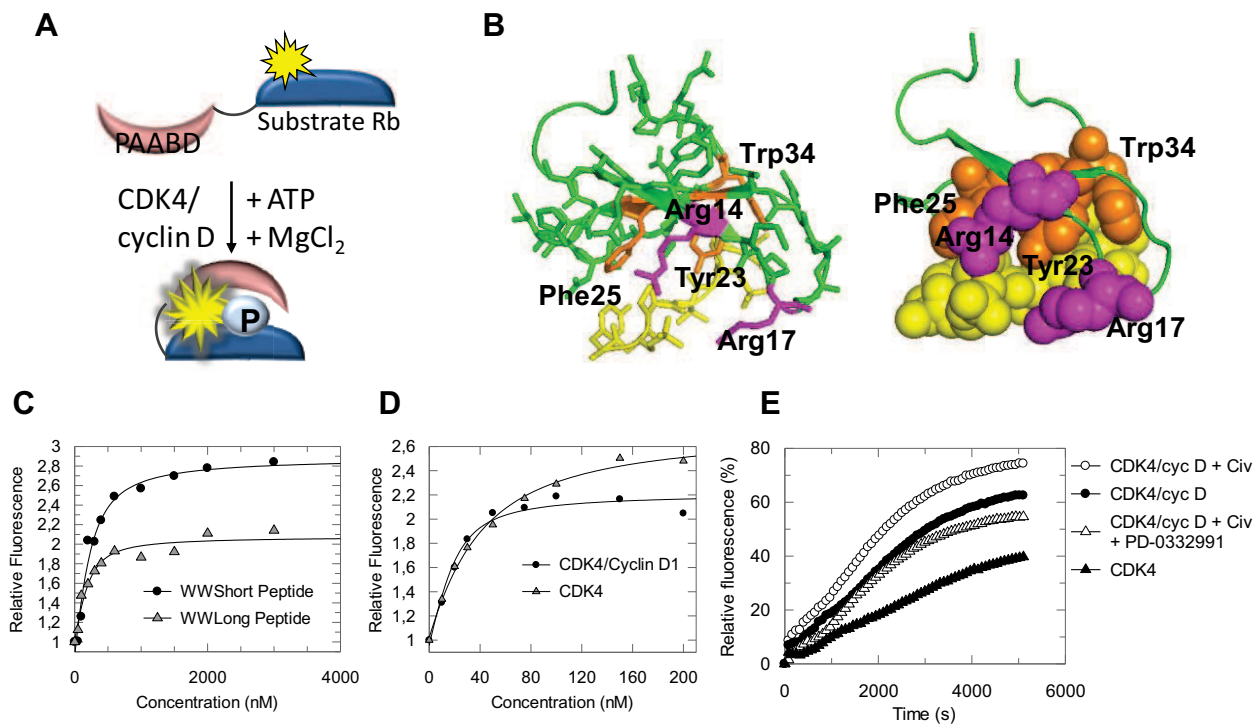 A
Substrate Rb
PAABD
CDK4/ + ATP
cyclin D + MgCl2
P
B
Trp34
Arg14
Tyr23
Phe25
Arg17
Trp34
Phe25
Arg14
Tyr23
Arg17
C
Relative Fluorescence
3
2,8
2,6
2,4
2,2
2
1,8
1,6
1,4
1,2
1
WWShort Peptide
WWLong Peptide
0 2000 4000
Concentration (nM)
D
Relative Fluorescence
2,6
2,4
2,2
2
1,8
1,6
1,4
1,2
1
CDK4/Cyclin D1
CDK4
0 40 80 120 160 200
Concentration (nM)
E
Relative fluorescence (%)
80
60
40
20
0
0 2000 4000 6000
Time (s)
CDK4/cyc D + Civ
CDK4/cyc D
CDK4/cyc D + Civ
+ PD-0332991
CDK4